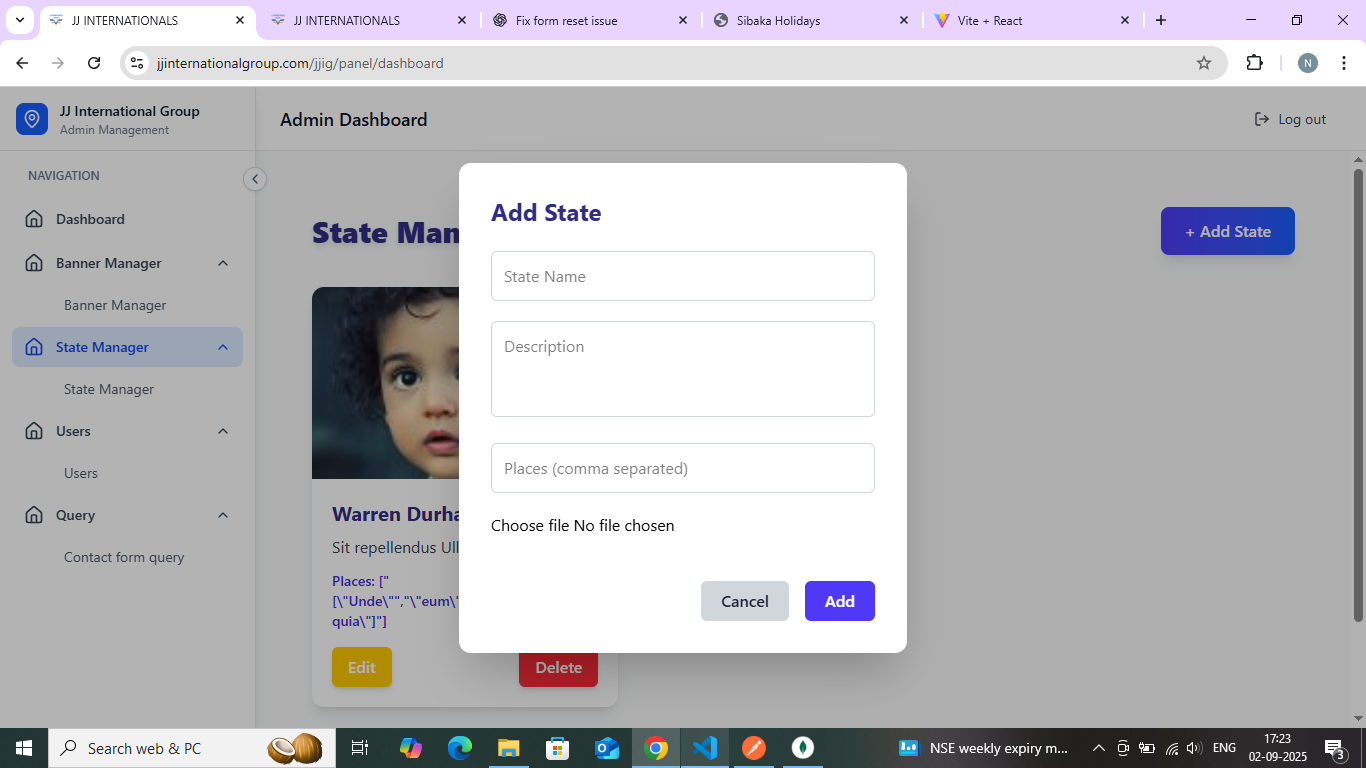 JJ INTERNATIONALS
JJ INTERNATIONALS
Fix form reset issue
Sibaka Holidays
Vite + React
jjinternationalgroup.com/jjig/panel/dashboard
N
JJ International Group
Admin Management
Admin Dashboard
Log out
NAVIGATION
Dashboard
Banner Manager
Banner Manager
State Manager
State Manager
Users
Users
Query
Contact form query
State Man
+ Add State
Warren Durha
Sit repellendus Ull
Places: ["
[\"Unde\"","\"eum\"
quia\"]"]
Edit
Delete
Add State
State Name
Description
Places (comma separated)
Choose file No file chosen
Cancel
Add
Search web & PC
NSE weekly expiry m...
ENG
17:23
02-09-2025
3